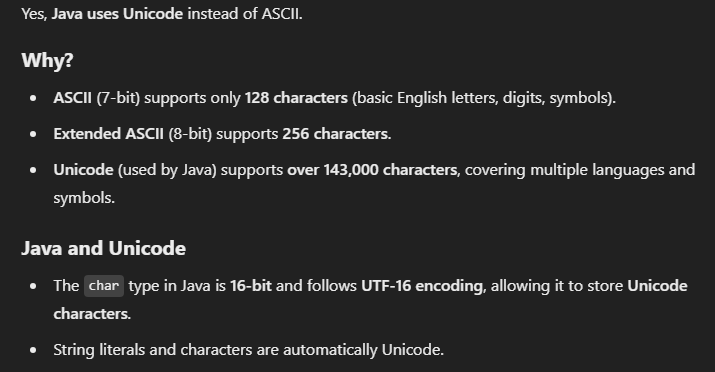 Yes, Java uses Unicode instead of ASCII.
Why?
• ASCII (7-bit) supports only 128 characters (basic English letters, digits, symbols).
• Extended ASCII (8-bit) supports 256 characters.
• Unicode (used by Java) supports over 143,000 characters, covering multiple languages and
symbols.
Java and Unicode
• The char type in Java is 16-bit and follows UTF-16 encoding, allowing it to store Unicode
characters.
• String literals and characters are automatically Unicode.